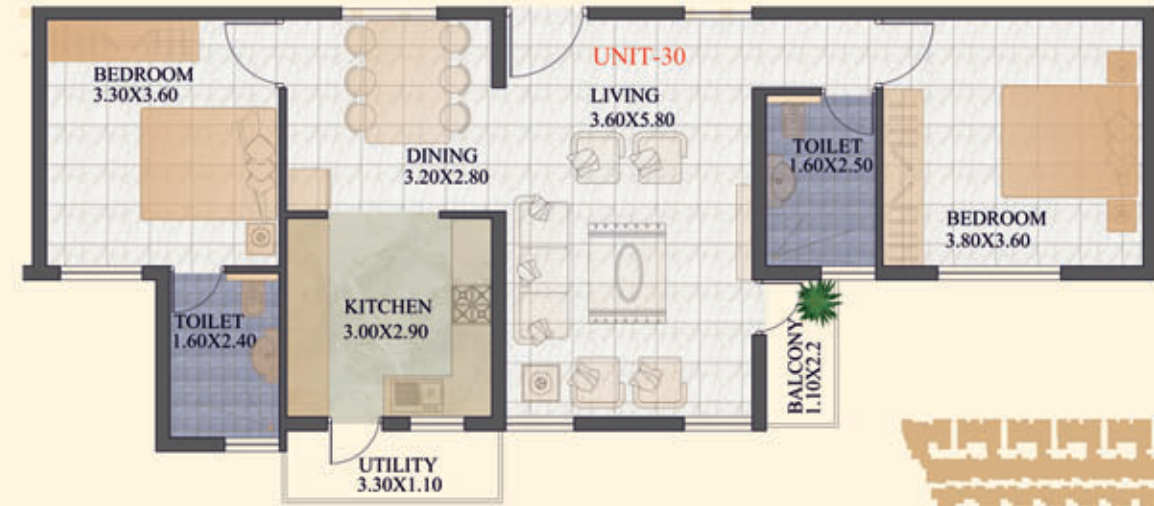 UNIT-30
BEDROOM
3.30X3.60
LIVING
3.60X5.80
DINING
3.20X2.80
TOILET
1.60X2.50
BEDROOM
3.80X3.60
KITCHEN
3.00X2.90
TOILET
1.60X2.40
BALCONY
1.10X2.2
UTILITY
3.30X1.10